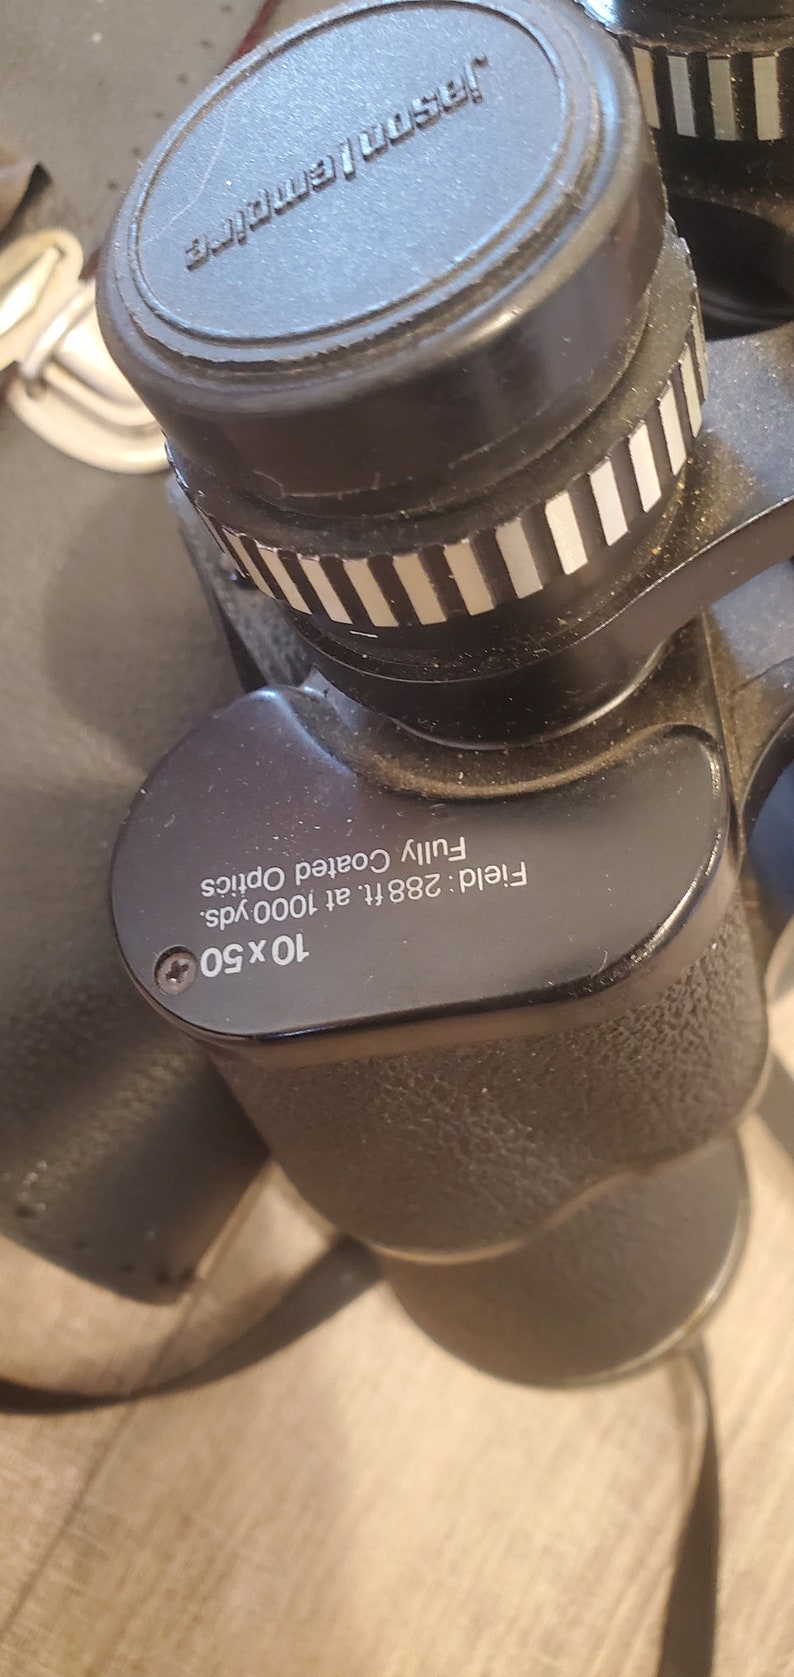 jason/empire
10x50
Field: 288 ft. at 1000 yds.
Fully Coated Optics